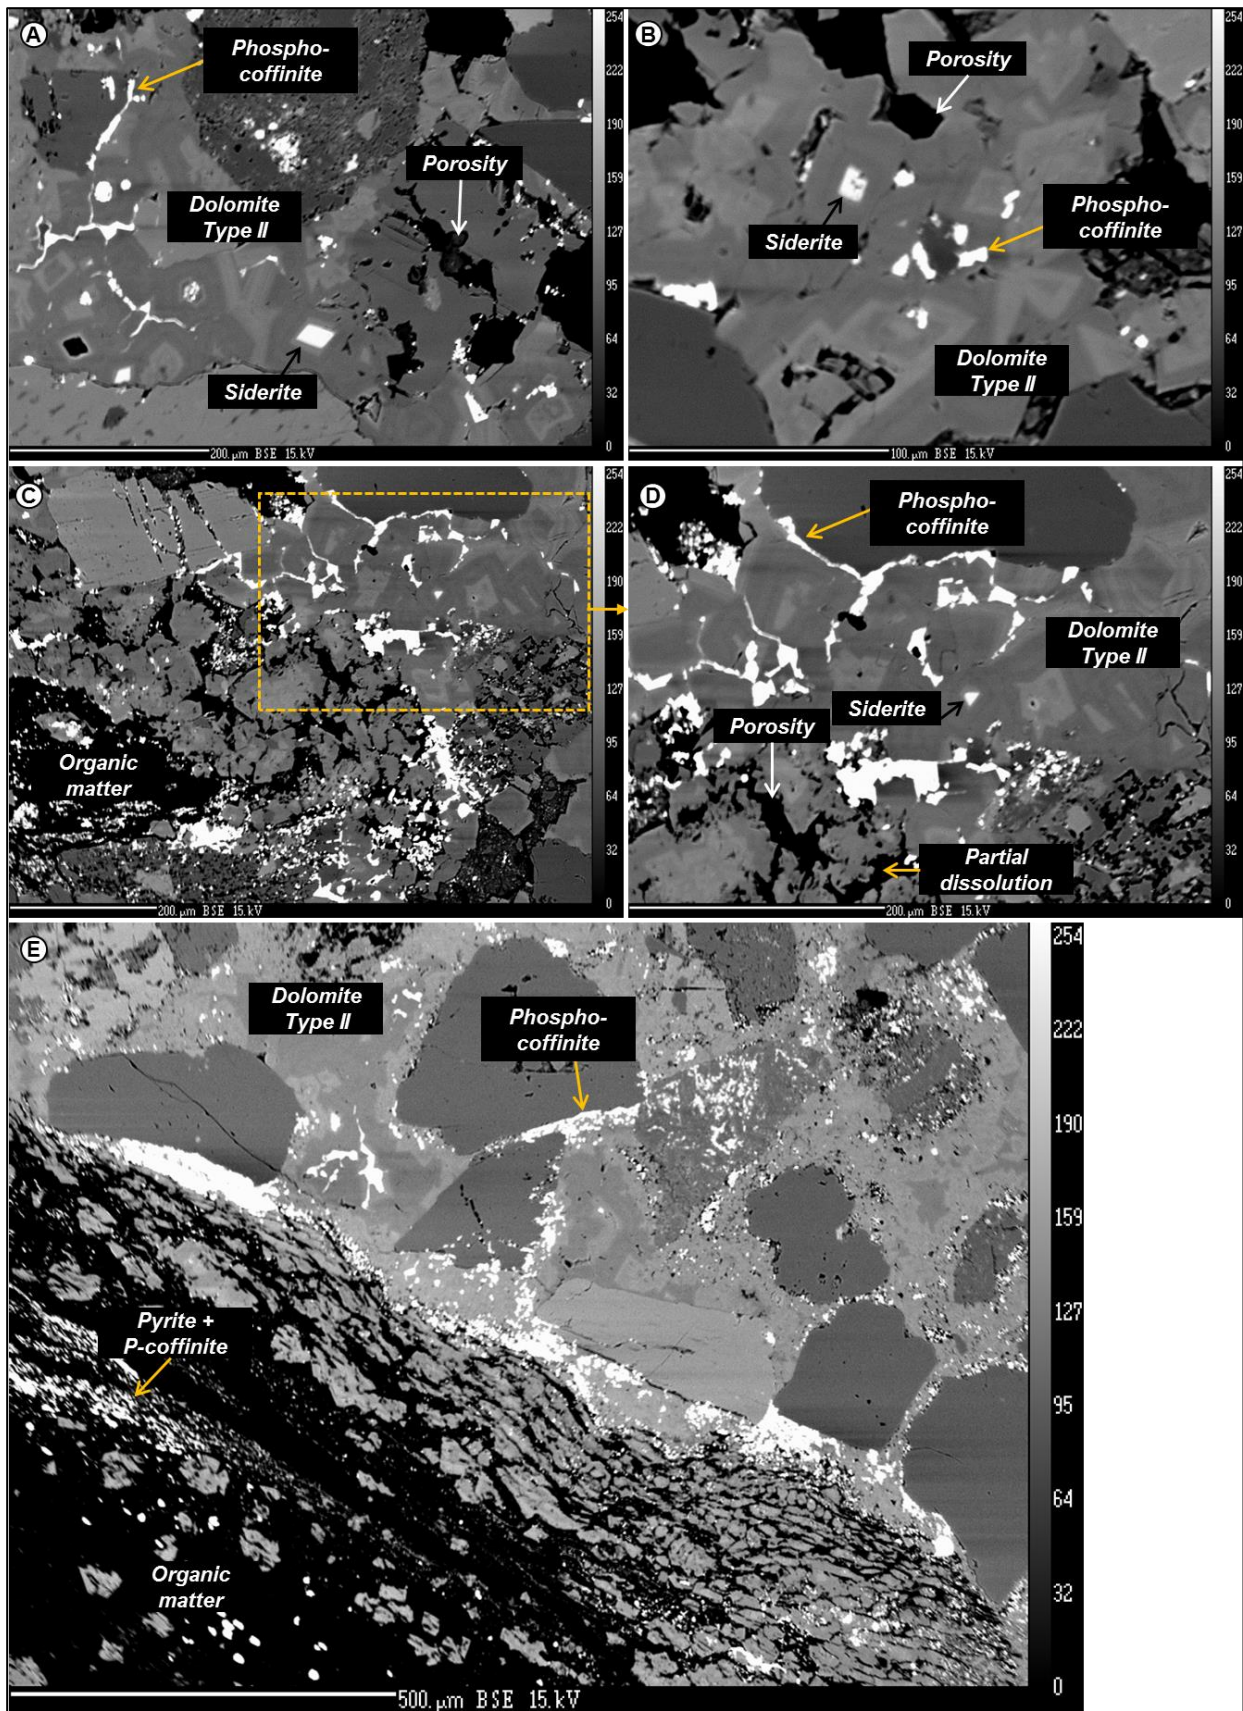 A
Phospho-
coffinite
Porosity
Dolomite
Type II
Siderite
200.µm BSE 15.kV
254
222
190
159
127
95
64
32
0
B
Porosity
Siderite
Phospho-
coffinite
Dolomite
Type II
100.µm BSE 15.kV
254
222
190
159
127
95
64
32
0
C
Organic
matter
200.µm BSE 15.kV
254
222
190
159
127
95
64
32
0
D
Phospho-
coffinite
Dolomite
Type II
Siderite
Porosity
Partial
dissolution
200.µm BSE 15.kV
254
222
190
159
127
95
64
32
0
E
Dolomite
Type II
Phospho-
coffinite
Pyrite +
P-coffinite
Organic
matter
500.µm BSE 15.kV
254
222
190
159
127
95
64
32
0